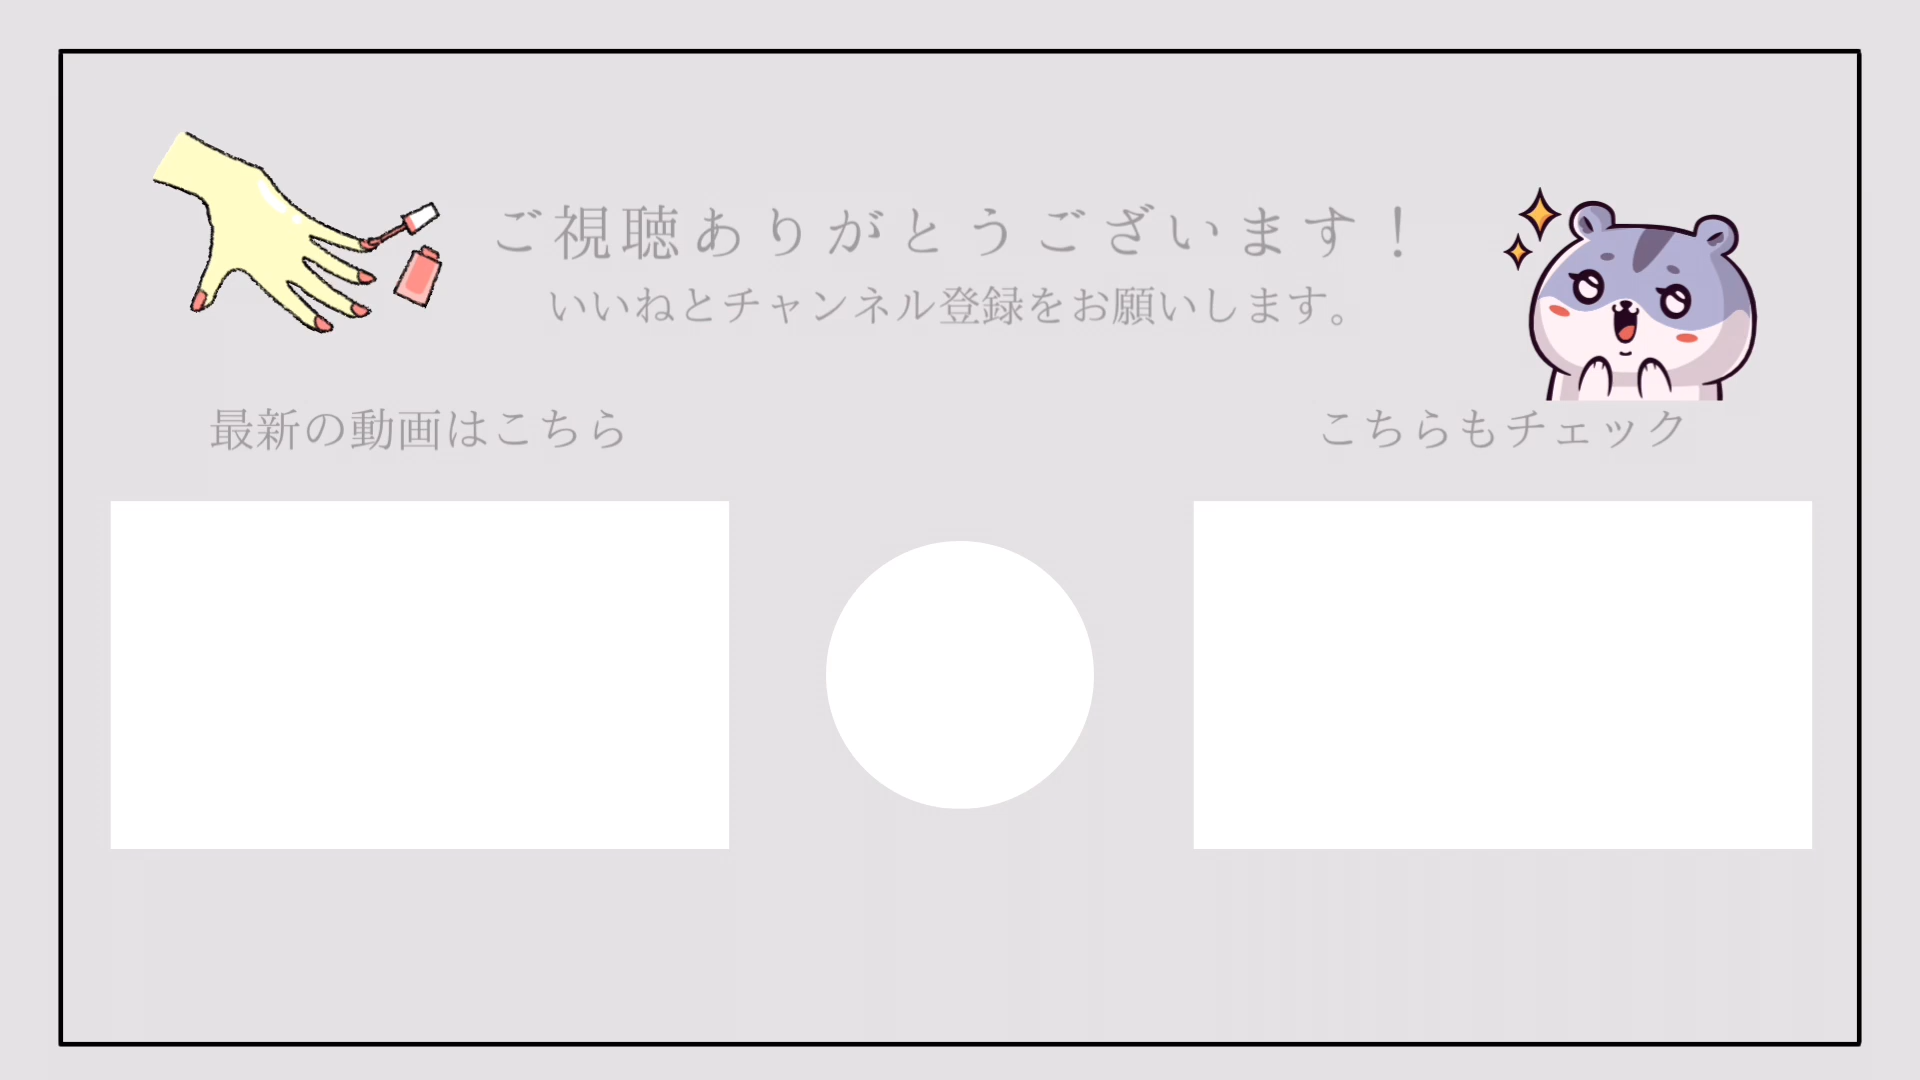 ご視聴ありがとうございます！
いいねとチャンネル登録をお願いします。
最新の動画はこちら
こちらもチェック